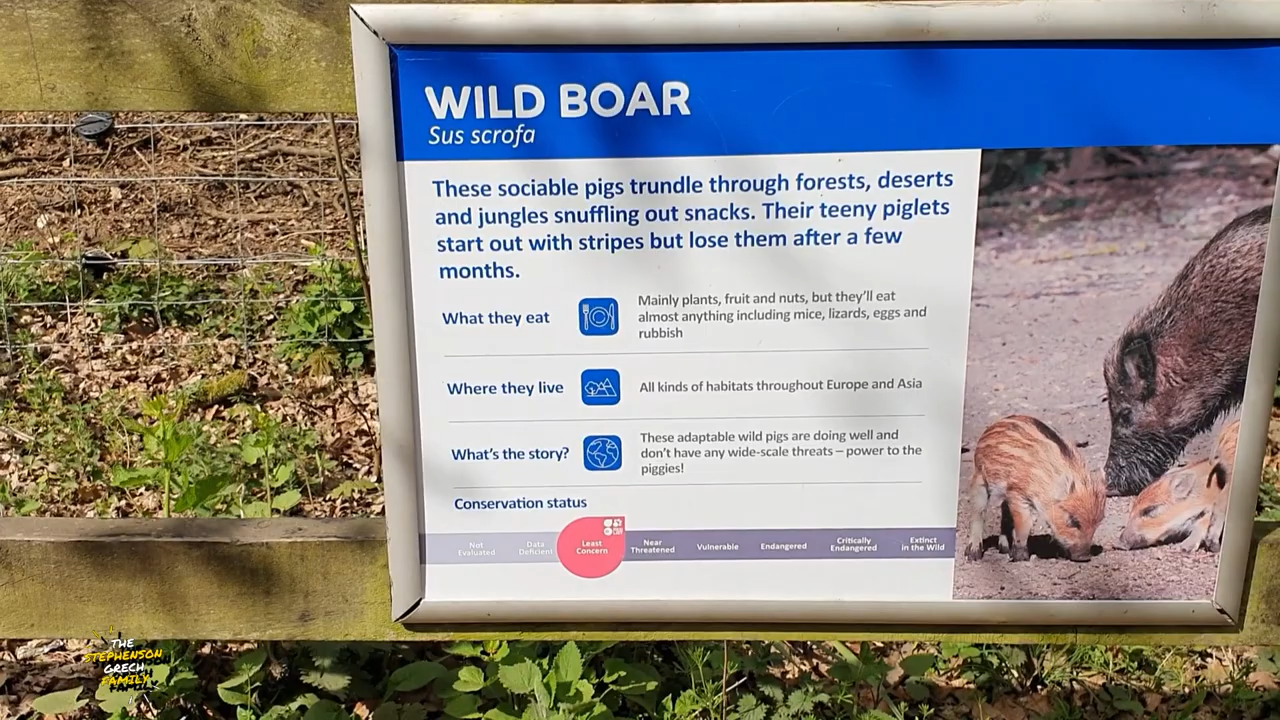 WILD BOAR
Sus scrofa
These sociable pigs trundle through forests, deserts
and jungles snuffling out snacks. Their teeny piglets
start out with stripes but lose them after a few
months.
What they eat
Mainly plants, fruit and nuts, but they'll eat
almost anything including mice, lizards, eggs and
rubbish
Where they live
All kinds of habitats throughout Europe and Asia
What's the story?
These adaptable wild pigs are doing well and
don't have any wide-scale threats – power to the
piggies!
Conservation status
Not
Evaluated
Data
Deficient
Least
Concern
Near
Threatened
Vulnerable
Endangered
Critically
Endangered
Extinct
in the Wild
THE
STEPHENSON
GRECH
FAMILY